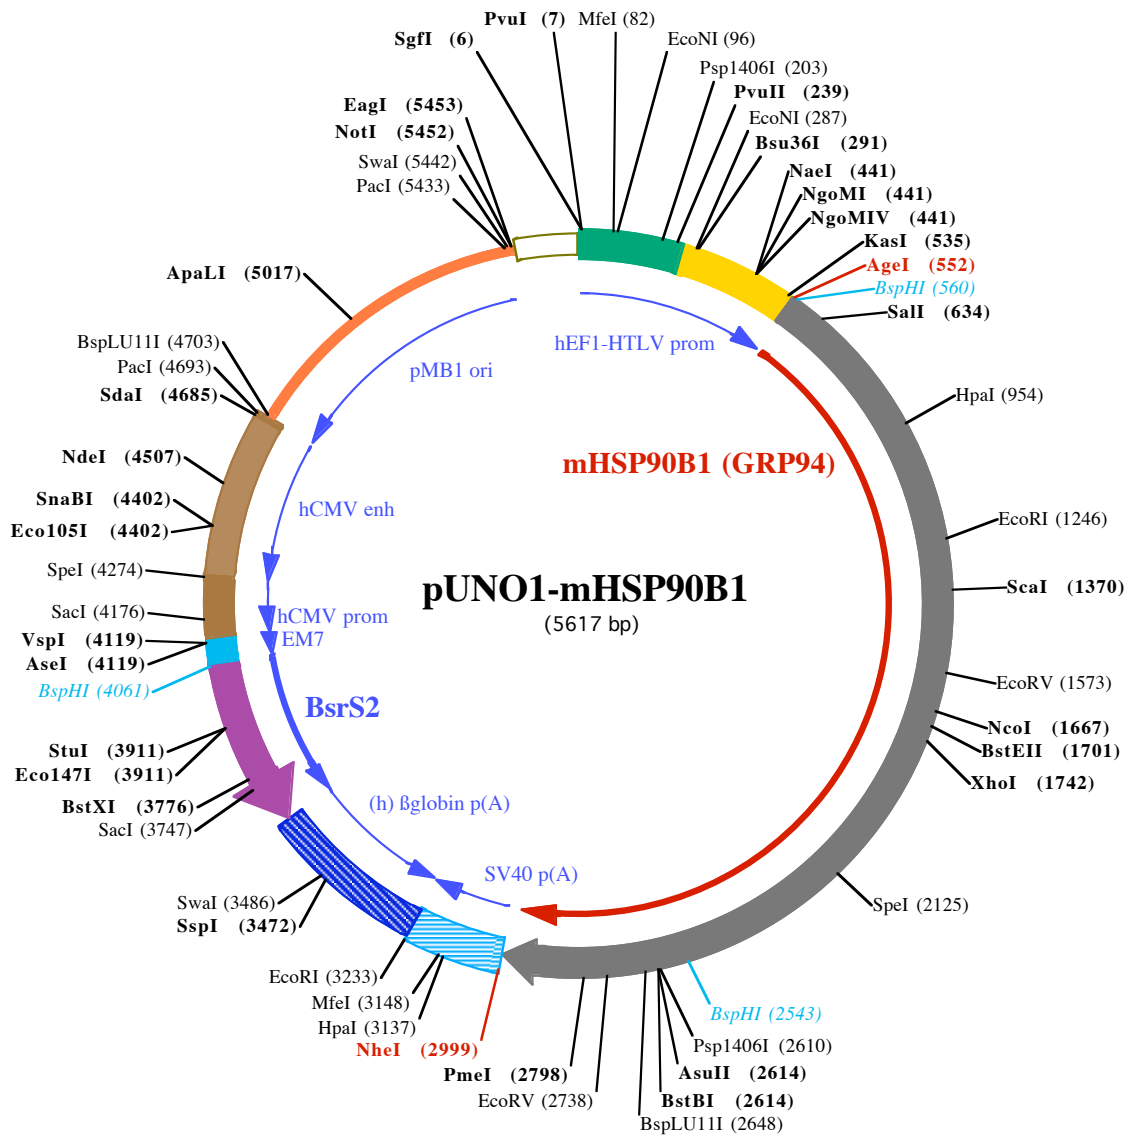 PvuI (7)
MfeI (82)
SgfI (6)
EcoNI (96)
Psp1406I (203)
PvuII (239)
EcoNI (287)
Bsu36I (291)
NaeI (441)
NgoMI (441)
NgoMIV (441)
KasI (535)
AgeI (552)
BspHI (560)
SalI (634)
HpaI (954)
EcoRI (1246)
ScaI (1370)
EcoRV (1573)
NcoI (1667)
BstEII (1701)
XhoI (1742)
SpeI (2125)
BspHI (2543)
Psp1406I (2610)
AsuII (2614)
BstBI (2614)
BspLU11I (2648)
EcoRV (2738)
PmeI (2798)
NheI (2999)
HpaI (3137)
MfeI (3148)
EcoRI (3233)
SspI (3472)
SwaI (3486)
SacI (3747)
BstXI (3776)
Eco147I (3911)
StuI (3911)
BspHI (4061)
AseI (4119)
VspI (4119)
SacI (4176)
SpeI (4274)
Eco105I (4402)
SnaBI (4402)
NdeI (4507)
SdaI (4685)
PacI (4693)
BspLU11I (4703)
ApaLI (5017)
PacI (5433)
SwaI (5442)
NotI (5452)
EagI (5453)
hEF1-HTLV prom
pMB1 ori
mHSP90B1 (GRP94)
hCMV enh
pUNO1-mHSP90B1
(5617 bp)
hCMV prom
EM7
BsrS2
(h) ßglobin p(A)
SV40 p(A)